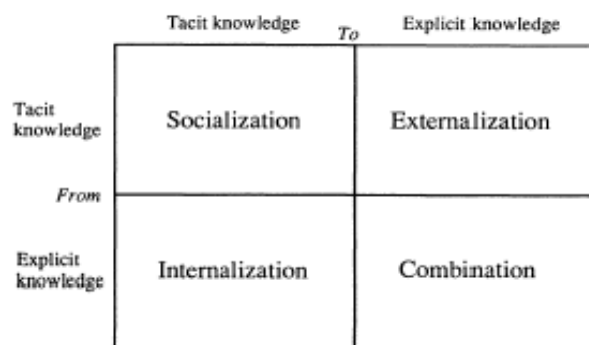 Tacit knowledge
To
Explicit knowledge
Tacit
knowledge
Socialization
Externalization
From
Explicit
knowledge
Internalization
Combination